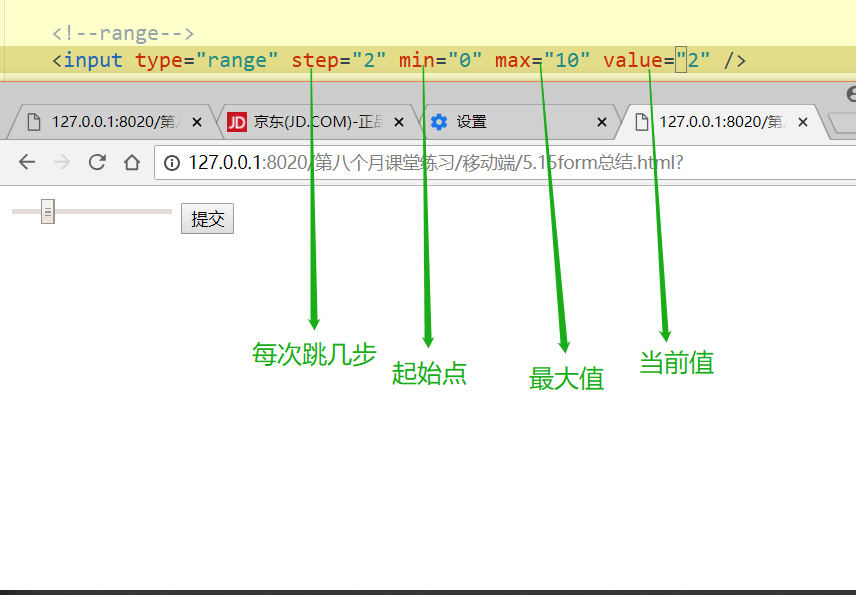 <!--range-->
<input type="range" step="2" min="0" max="10" value="2" />
127.0.0.1:8020/第 京东(JD.COM)-正品 设置 127.0.0.1:8020/第
127.0.0.1:8020/第八个月课堂练习/移动端/5.15form总结.html?
提交
每次跳几步
起始点
最大值
当前值